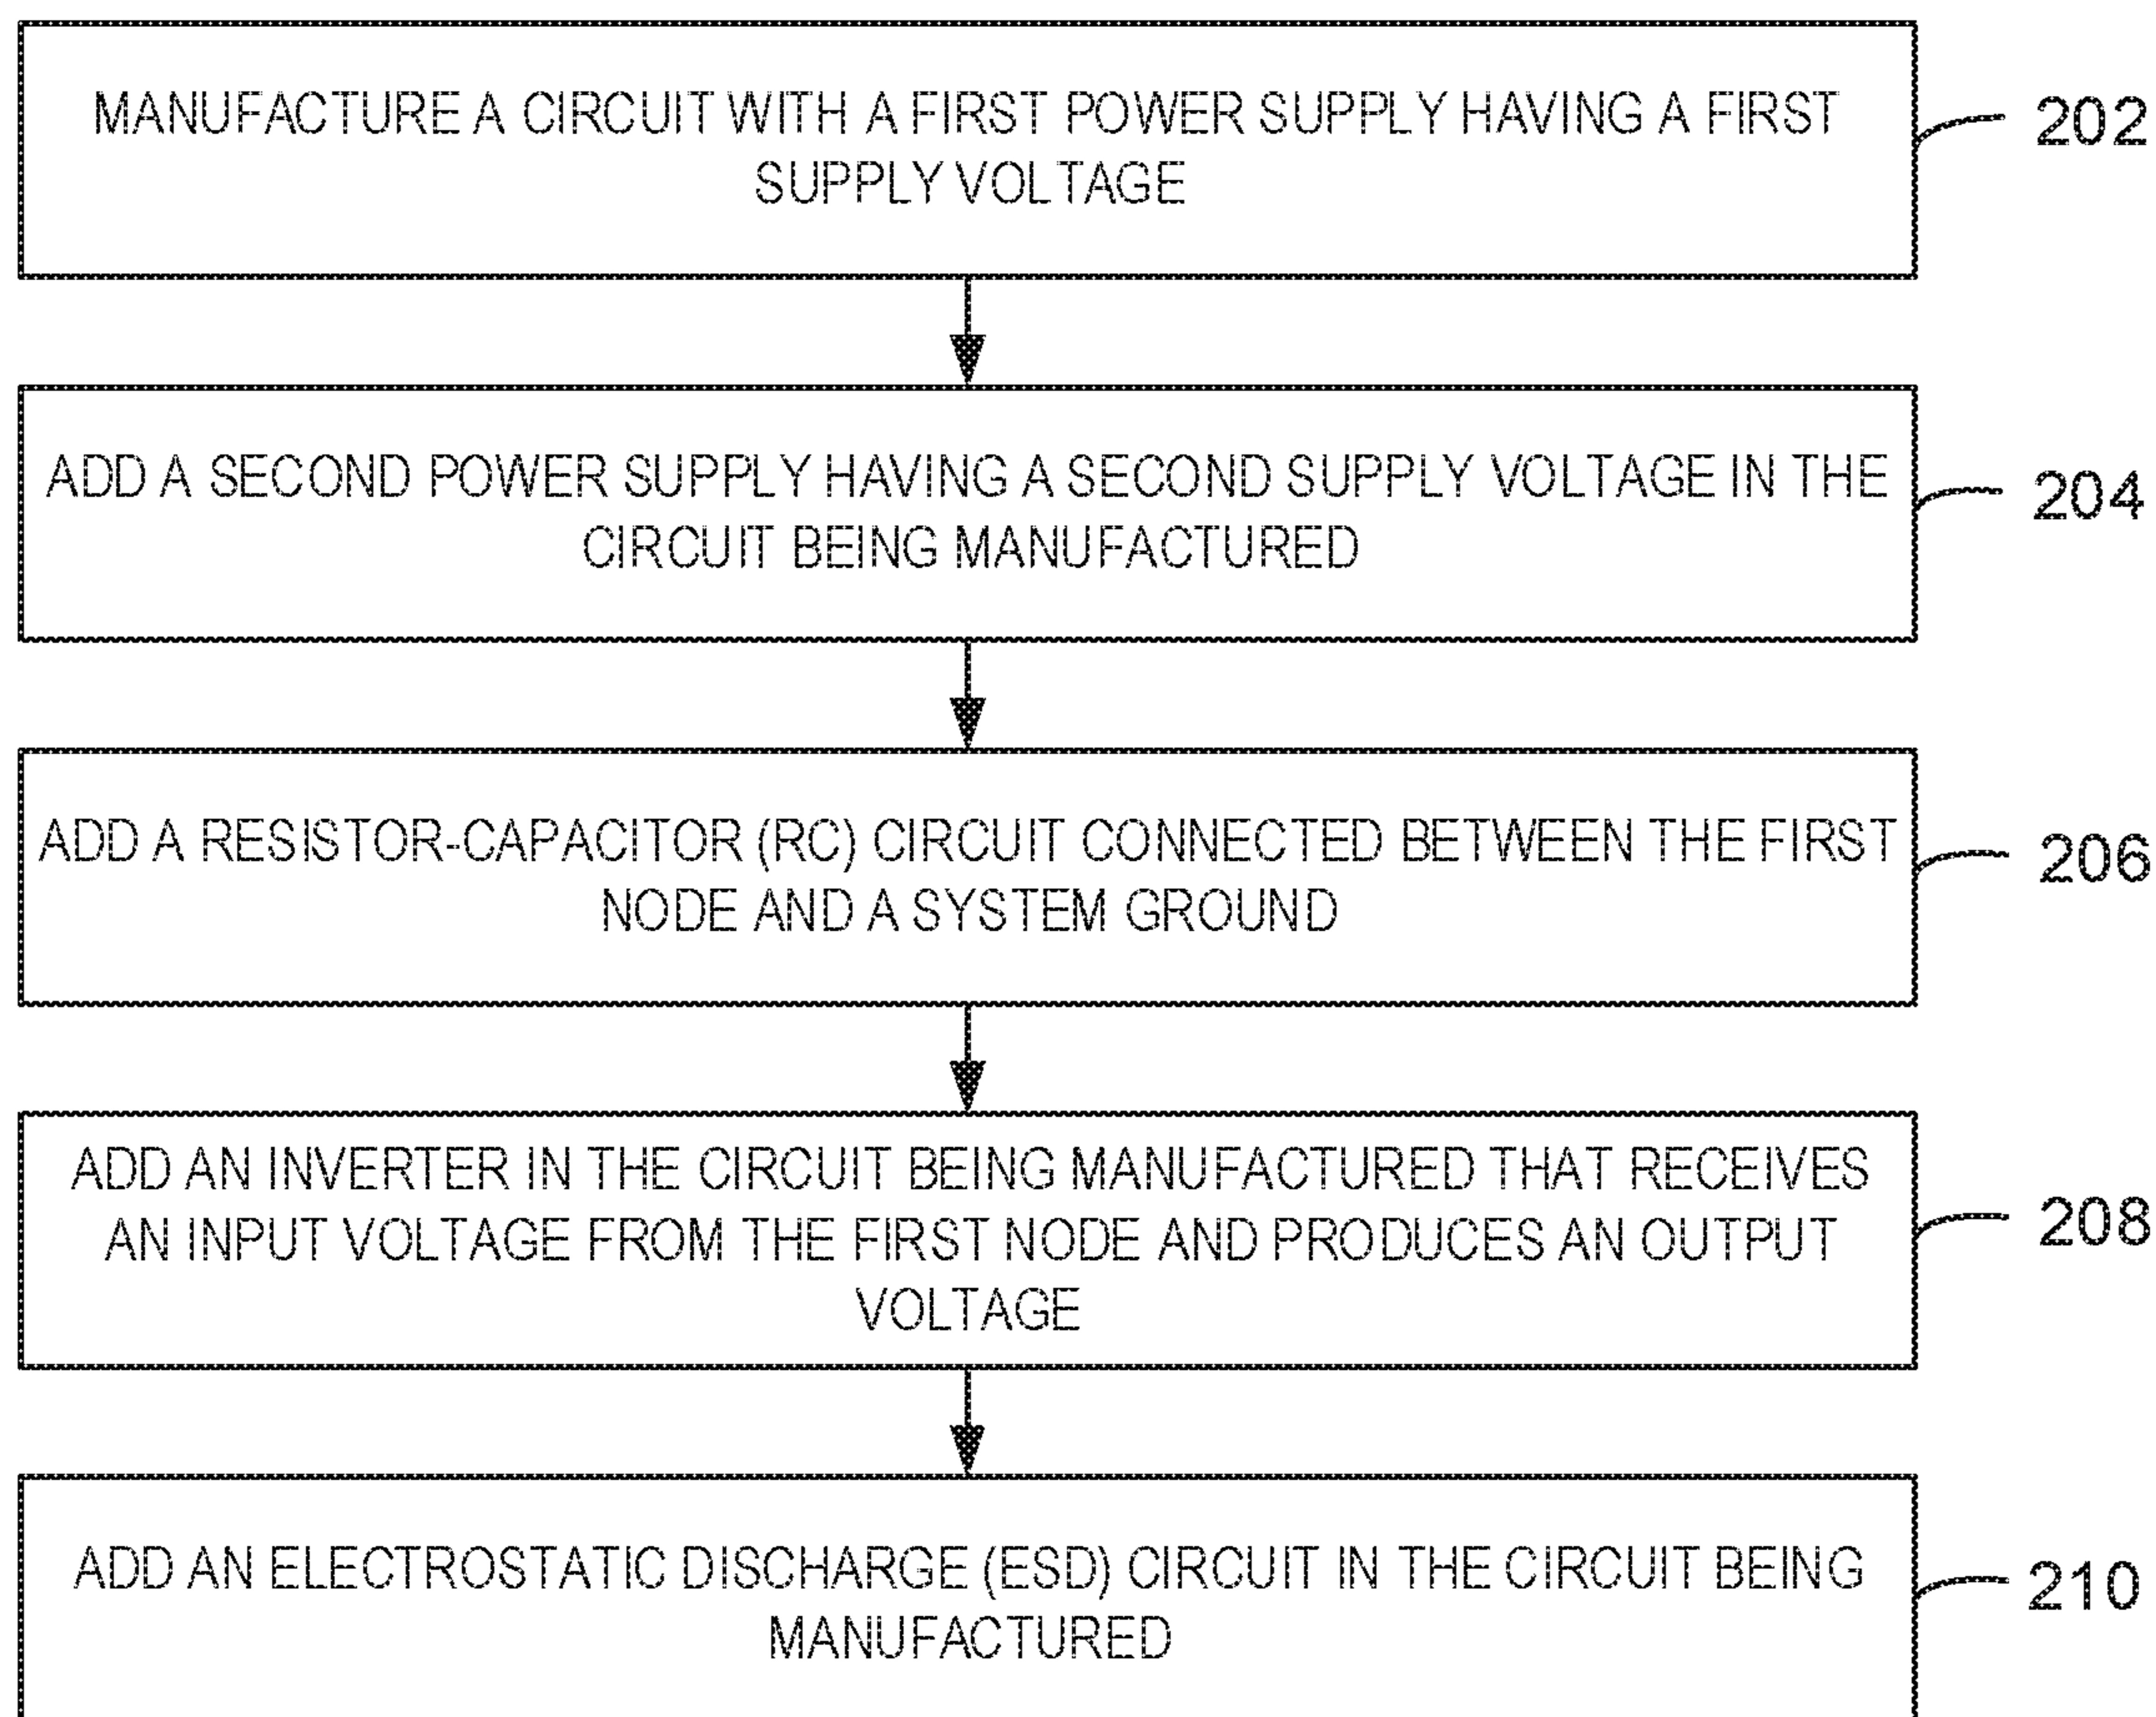 MANUFACTURE A CIRCUIT WITH A FIRST POWER SUPPLY HAVING A FIRST
SUPPLY VOLTAGE
202
ADD A SECOND POWER SUPPLY HAVING A SECOND SUPPLY VOLTAGE IN THE
CIRCUIT BEING MANUFACTURED
204
ADD A RESISTOR-CAPACITOR (RC) CIRCUIT CONNECTED BETWEEN THE FIRST
NODE AND A SYSTEM GROUND
206
ADD AN INVERTER IN THE CIRCUIT BEING MANUFACTURED THAT RECEIVES
AN INPUT VOLTAGE FROM THE FIRST NODE AND PRODUCES AN OUTPUT
VOLTAGE
208
ADD AN ELECTROSTATIC DISCHARGE (ESD) CIRCUIT IN THE CIRCUIT BEING
MANUFACTURED
210